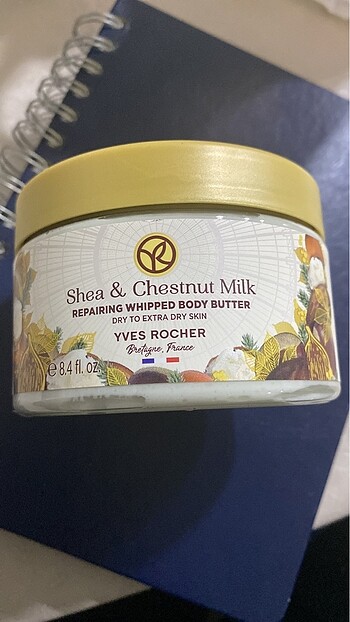 YR
Shea & Chestnut Milk
REPAIRING WHIPPED BODY BUTTER
DRY TO EXTRA DRY SKIN
YVES ROCHER
Bretagne, France
℮ 8.4 fl. oz